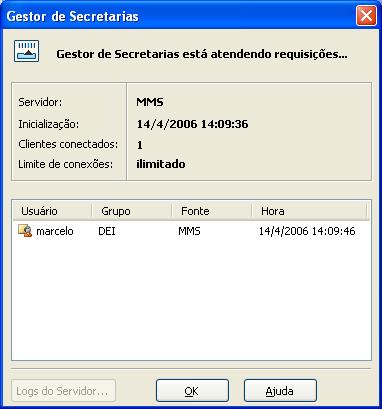 Gestor de Secretarias
Gestor de Secretarias está atendendo requisições...
Servidor: MMS
Inicialização: 14/4/2006 14:09:36
Clientes conectados: 1
Limite de conexões: ilimitado
Usuário Grupo Fonte Hora
marcelo DEI MMS 14/4/2006 14:09:46
Logs do Servidor... OK Ajuda